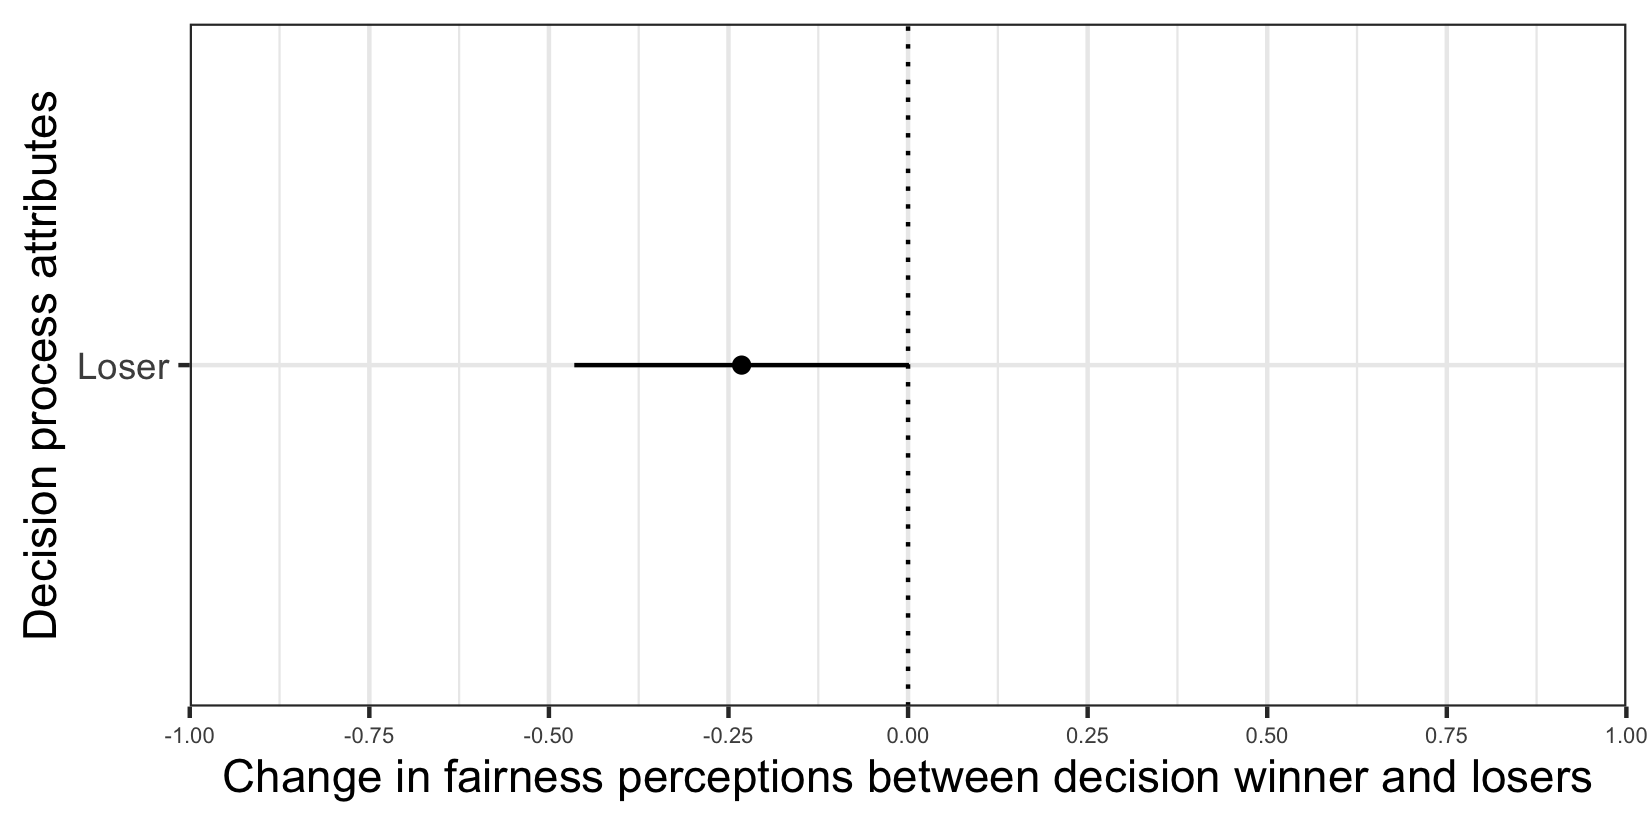 Decision process attributes
Loser
-1.00 -0.75 -0.50 -0.25 0.00 0.25 0.50 0.75 1.00
Change in fairness perceptions between decision winner and losers